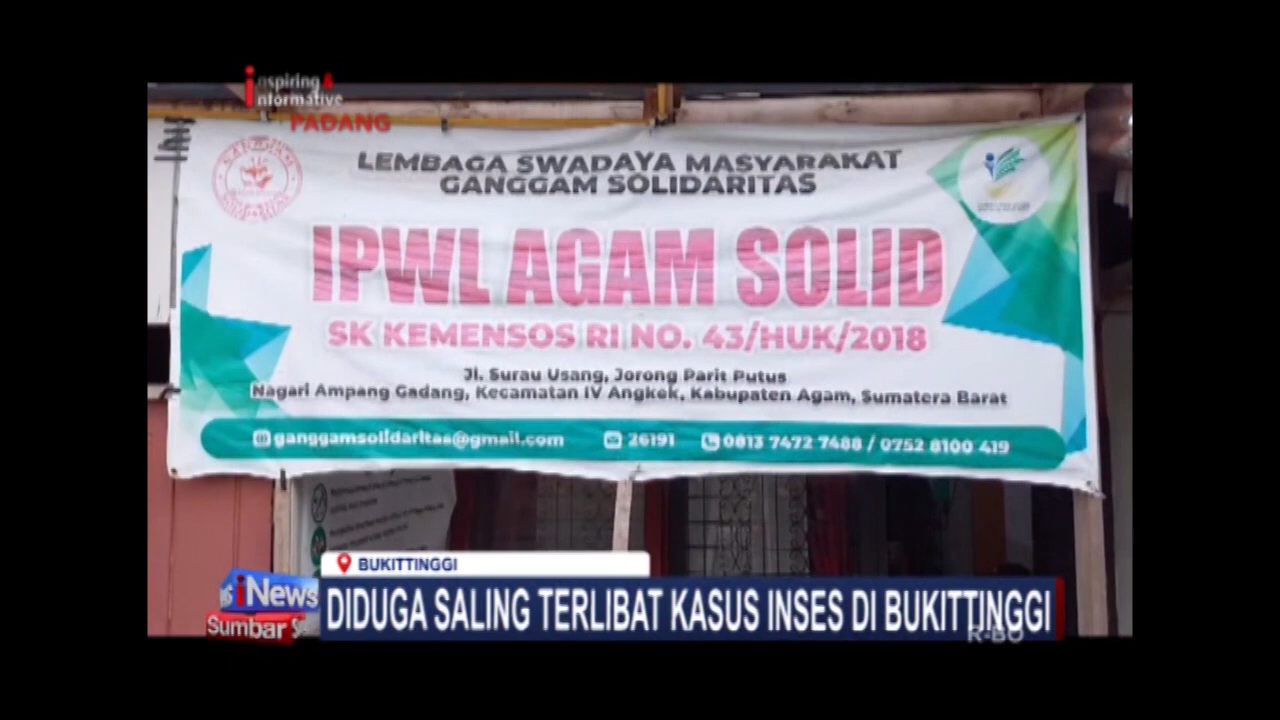 inspiring &
informative
PADANG
LEMBAGA SWADAYA MASYARAKAT
GANGGAM SOLIDARITAS
IPWL AGAM SOLID
SK KEMENSOS RI NO. 43/HUK/2018
Jl. Surau Usang, Jorong Parit Putus
Nagari Ampang Gadang, Kecamatan IV Angkek, Kabupaten Agam, Sumatera Barat
ganggamsolidaritas@gmail.com 26191 0813 7472 7488 / 0752 8100 419
BUKITTINGGI
iNews
Sumbar
DIDUGA SALING TERLIBAT KASUS INSES DI BUKITTINGGI
R-BO